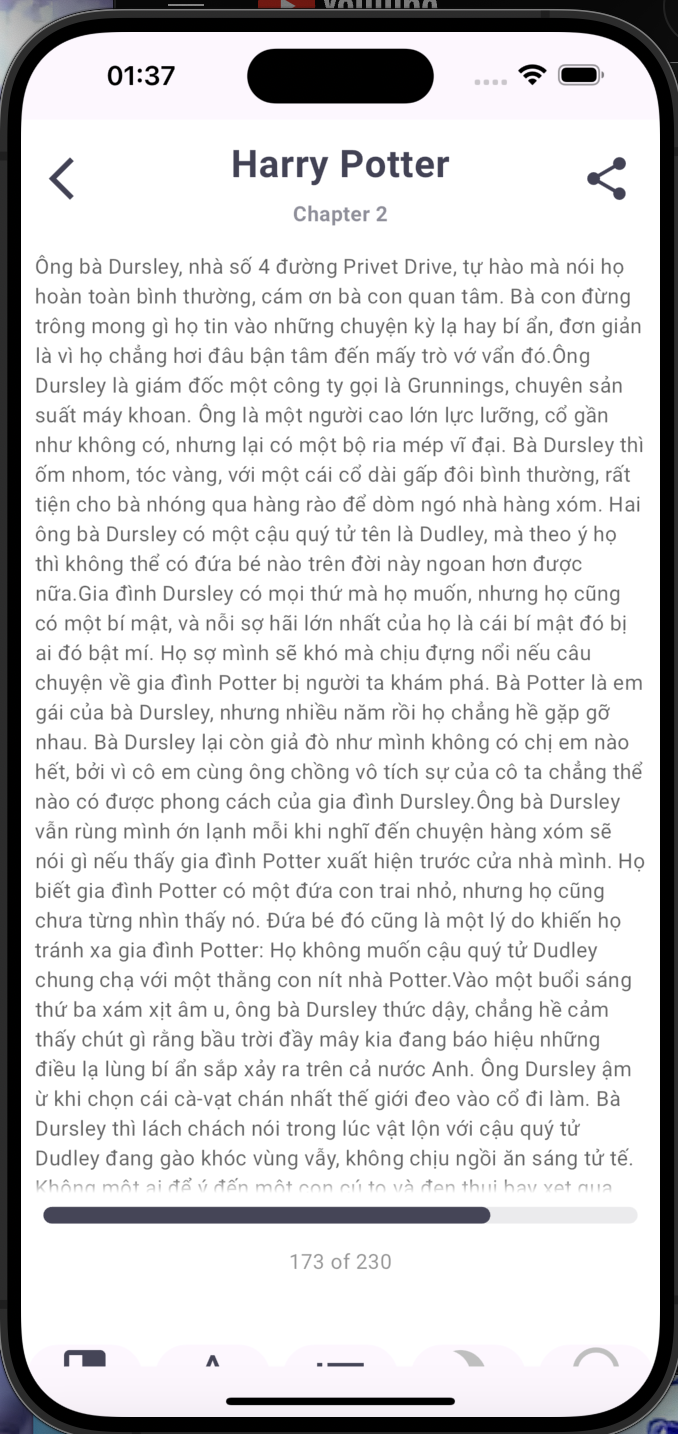 YouTube
01:37
Harry Potter
Chapter 2
Ông bà Dursley, nhà số 4 đường Privet Drive, tự hào mà nói họ
hoàn toàn bình thường, cám ơn bà con quan tâm. Bà con đừng
trông mong gì họ tin vào những chuyện kỳ lạ hay bí ẩn, đơn giản
là vì họ chẳng hơi đâu bận tâm đến mấy trò vớ vẩn đó.Ông
Dursley là giám đốc một công ty gọi là Grunnings, chuyên sản
suất máy khoan. Ông là một người cao lớn lực lưỡng, cổ gần
như không có, nhưng lại có một bộ ria mép vĩ đại. Bà Dursley thì
ốm nhom, tóc vàng, với một cái cổ dài gấp đôi bình thường, rất
tiện cho bà nhóng qua hàng rào để dòm ngó nhà hàng xóm. Hai
ông bà Dursley có một cậu quý tử tên là Dudley, mà theo ý họ
thì không thể có đứa bé nào trên đời này ngoan hơn được
nữa.Gia đình Dursley có mọi thứ mà họ muốn, nhưng họ cũng
có một bí mật, và nỗi sợ hãi lớn nhất của họ là cái bí mật đó bị
ai đó bật mí. Họ sợ mình sẽ khó mà chịu đựng nổi nếu câu
chuyện về gia đình Potter bị người ta khám phá. Bà Potter là em
gái của bà Dursley, nhưng nhiều năm rồi họ chẳng hề gặp gỡ
nhau. Bà Dursley lại còn giả đò như mình không có chị em nào
hết, bởi vì cô em cùng ông chồng vô tích sự của cô ta chẳng thể
nào có được phong cách của gia đình Dursley.Ông bà Dursley
vẫn rùng mình ớn lạnh mỗi khi nghĩ đến chuyện hàng xóm sẽ
nói gì nếu thấy gia đình Potter xuất hiện trước cửa nhà mình. Họ
biết gia đình Potter có một đứa con trai nhỏ, nhưng họ cũng
chưa từng nhìn thấy nó. Đứa bé đó cũng là một lý do khiến họ
tránh xa gia đình Potter: Họ không muốn cậu quý tử Dudley
chung chạ với một thằng con nít nhà Potter.Vào một buổi sáng
thứ ba xám xịt âm u, ông bà Dursley thức dậy, chẳng hề cảm
thấy chút gì rằng bầu trời đầy mây kia đang báo hiệu những
điều lạ lùng bí ẩn sắp xảy ra trên cả nước Anh. Ông Dursley ậm
ừ khi chọn cái cà-vạt chán nhất thế giới đeo vào cổ đi làm. Bà
Dursley thì lách chách nói trong lúc vật lộn với cậu quý tử
Dudley đang gào khóc vùng vẫy, không chịu ngồi ăn sáng tử tế.
Không một ai để ý đến một con cú to và đen thui bay xẹt qua
173 of 230